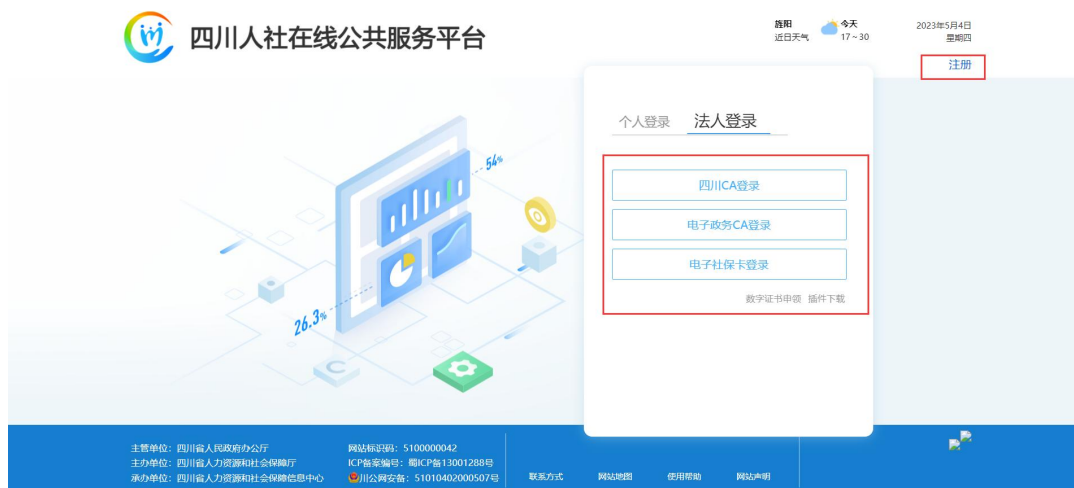 四川人社在线公共服务平台
旌阳
近日天气
今天
17 ~ 30
2023年5月4日
星期四
注册
个人登录 法人登录
四川CA登录
电子政务CA登录
电子社保卡登录
数字证书申领 插件下载
54%
26.3%
主管单位：四川省人民政府办公厅
主办单位：四川省人力资源和社会保障厅
承办单位：四川省人力资源和社会保障信息中心
网站标识码：5100000042
ICP备案编号：蜀ICP备13001288号
川公网安备：51010402000507号
联系方式 网站地图 使用帮助 网站声明